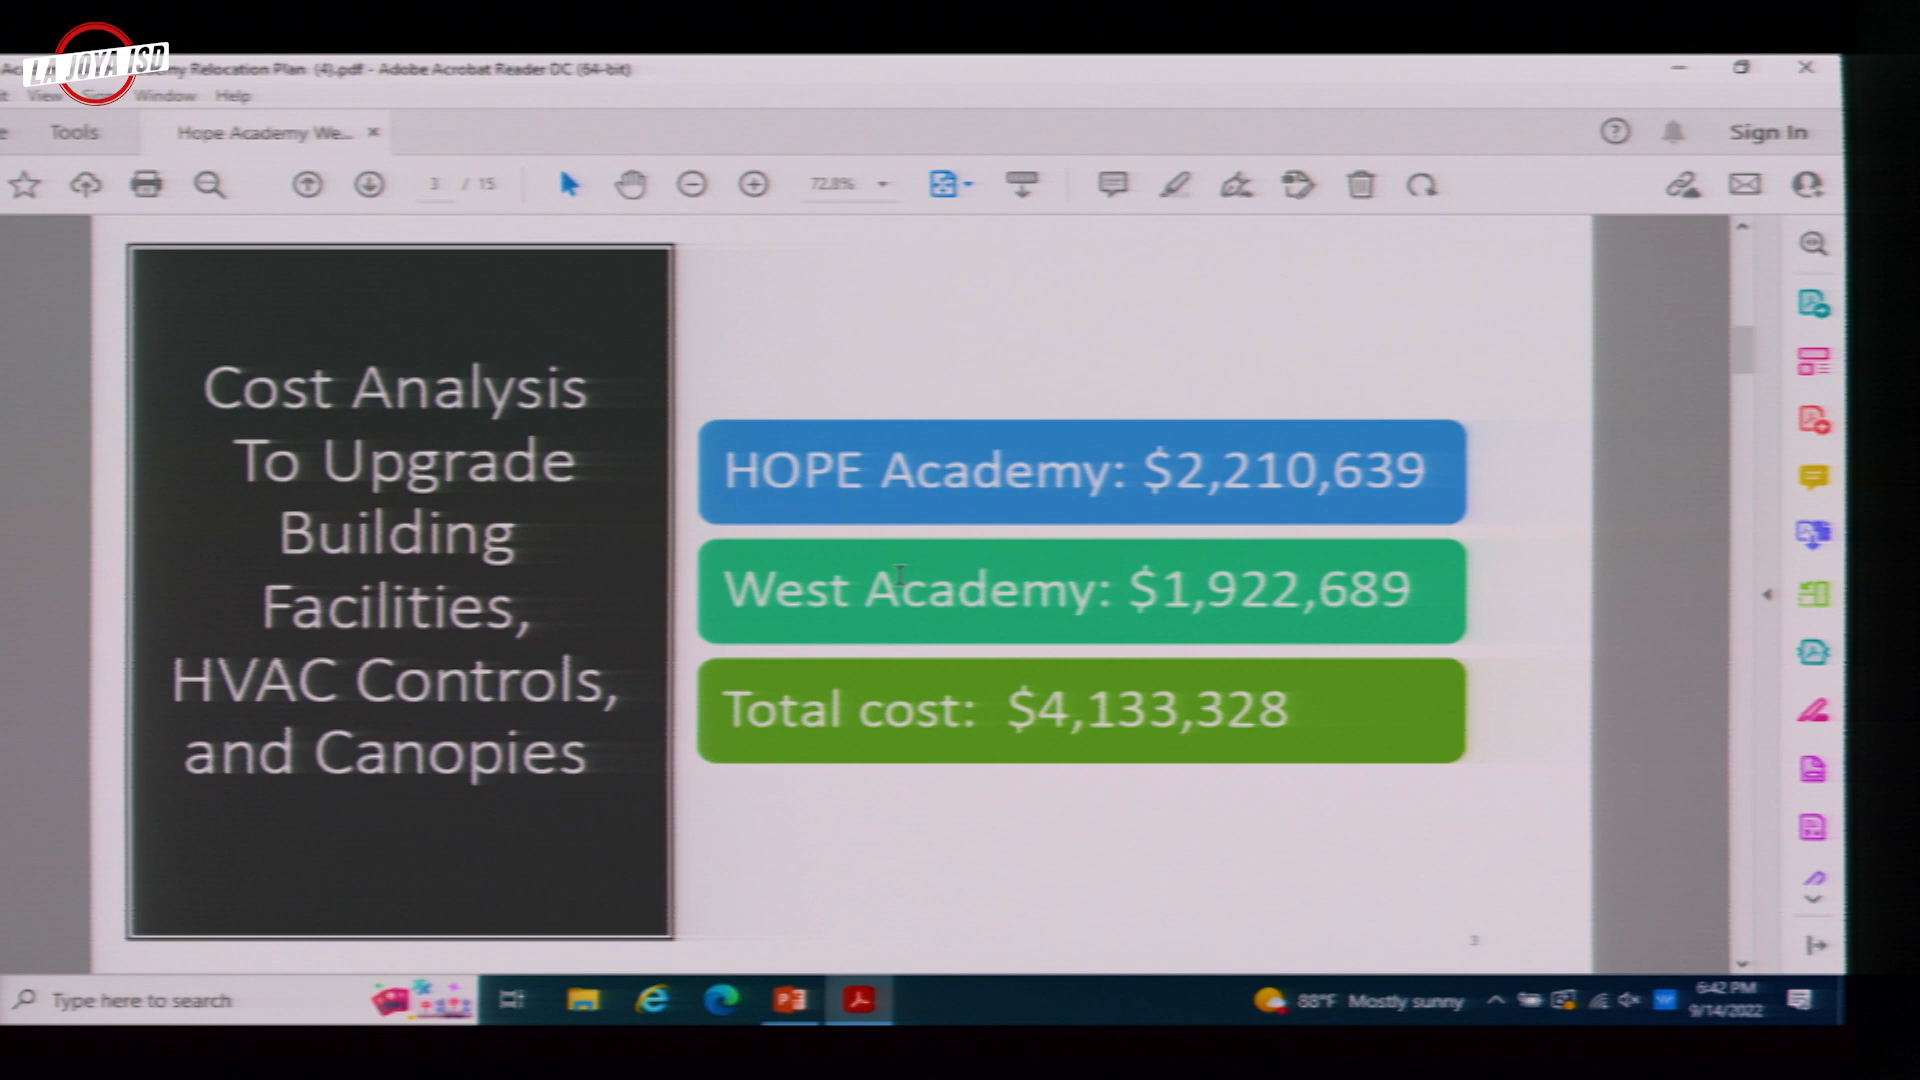 LA JOYA ISD
my Relocation Plan (4).pdf - Adobe Acrobat Reader DC (64-bit)
View Sign Window Help
Tools Hope Academy We... Sign In
3 / 15 72.8%
Cost Analysis
To Upgrade
Building
Facilities,
HVAC Controls,
and Canopies
HOPE Academy: $2,210,639
West Academy: $1,922,689
Total cost: $4,133,328
3
Type here to search
88°F Mostly sunny
6:42 PM
9/14/2022